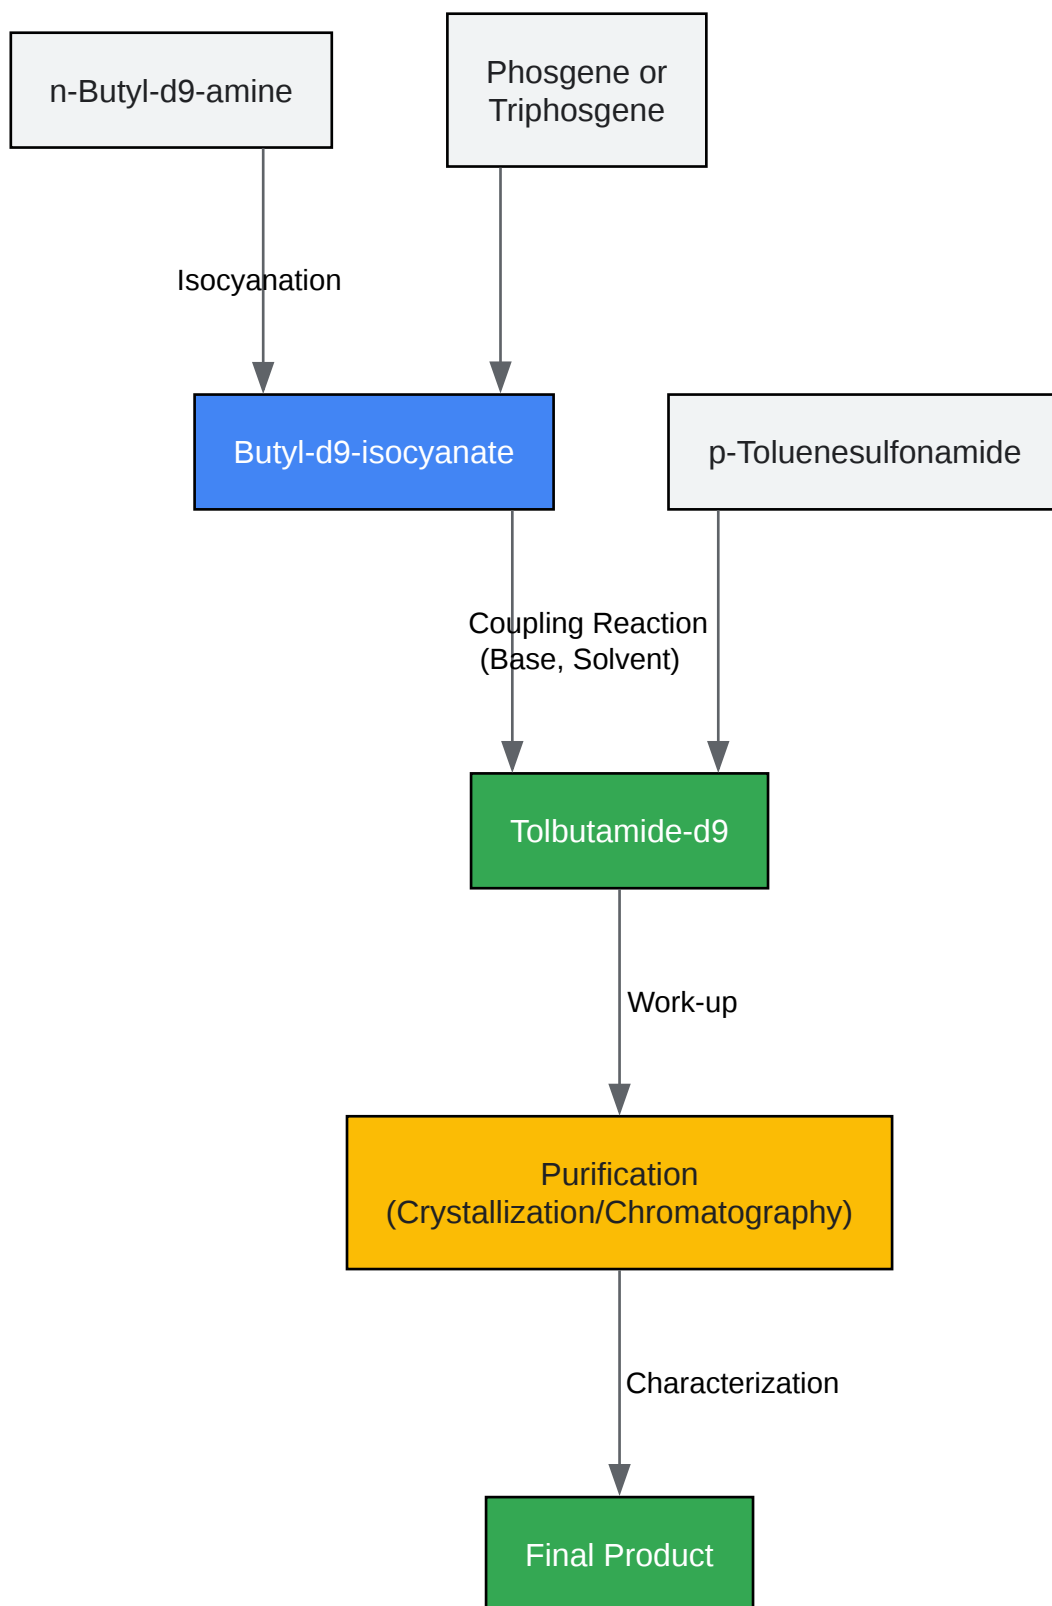 n-Butyl-d9-amine
Phosgene or
Triphosgene
Isocyanation
Butyl-d9-isocyanate
p-Toluenesulfonamide
Coupling Reaction
(Base, Solvent)
Tolbutamide-d9
Work-up
Purification
(Crystallization/Chromatography)
Characterization
Final Product